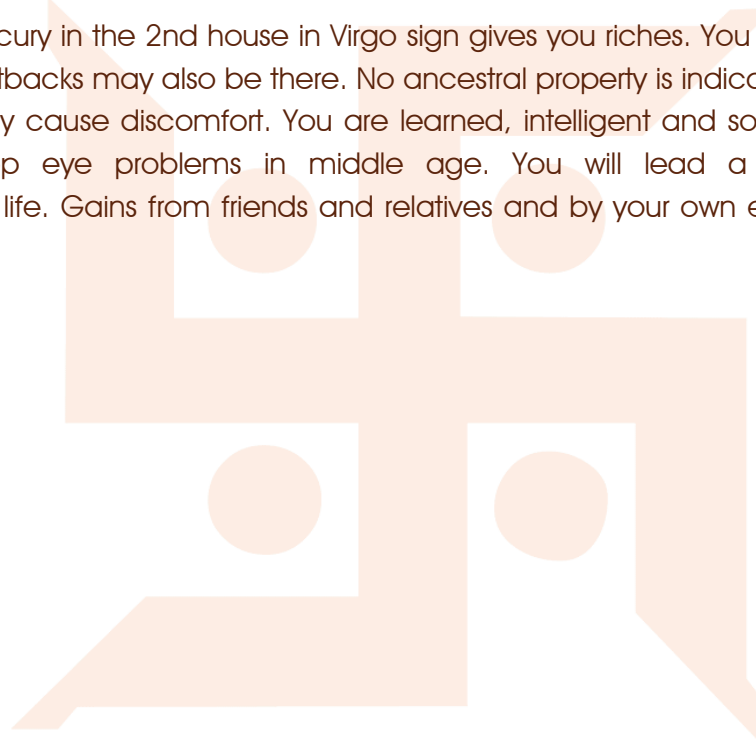 cury in the 2nd house in Virgo sign gives you riches. You
tbacks may also be there. No ancestral property is indica
y cause discomfort. You are learned, intelligent and so
p eye problems in middle age. You will lead a
life. Gains from friends and relatives and by your own e